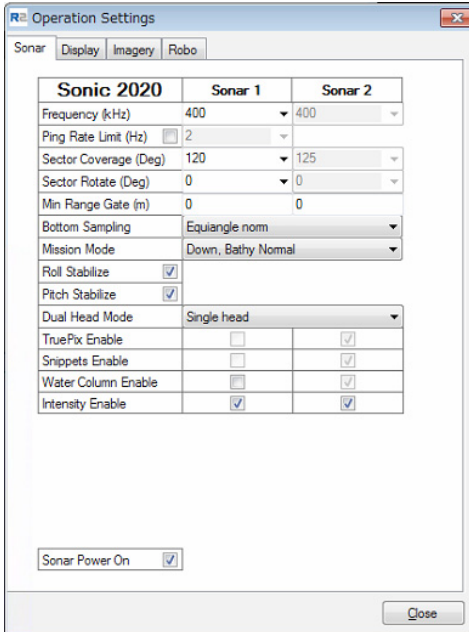 R2 Operation Settings
Sonar Display Imagery Robo
Sonic 2020 Sonar 1 Sonar 2
Frequency (kHz) 400 400
Ping Rate Limit (Hz) 2
Sector Coverage (Deg) 120 125
Sector Rotate (Deg) 0 0
Min Range Gate (m) 0 0
Bottom Sampling Equiangle norm
Mission Mode Down, Bathy Normal
Roll Stabilize
Pitch Stabilize
Dual Head Mode Single head
TruePix Enable
Snippets Enable
Water Column Enable
Intensity Enable
Sonar Power On
Close